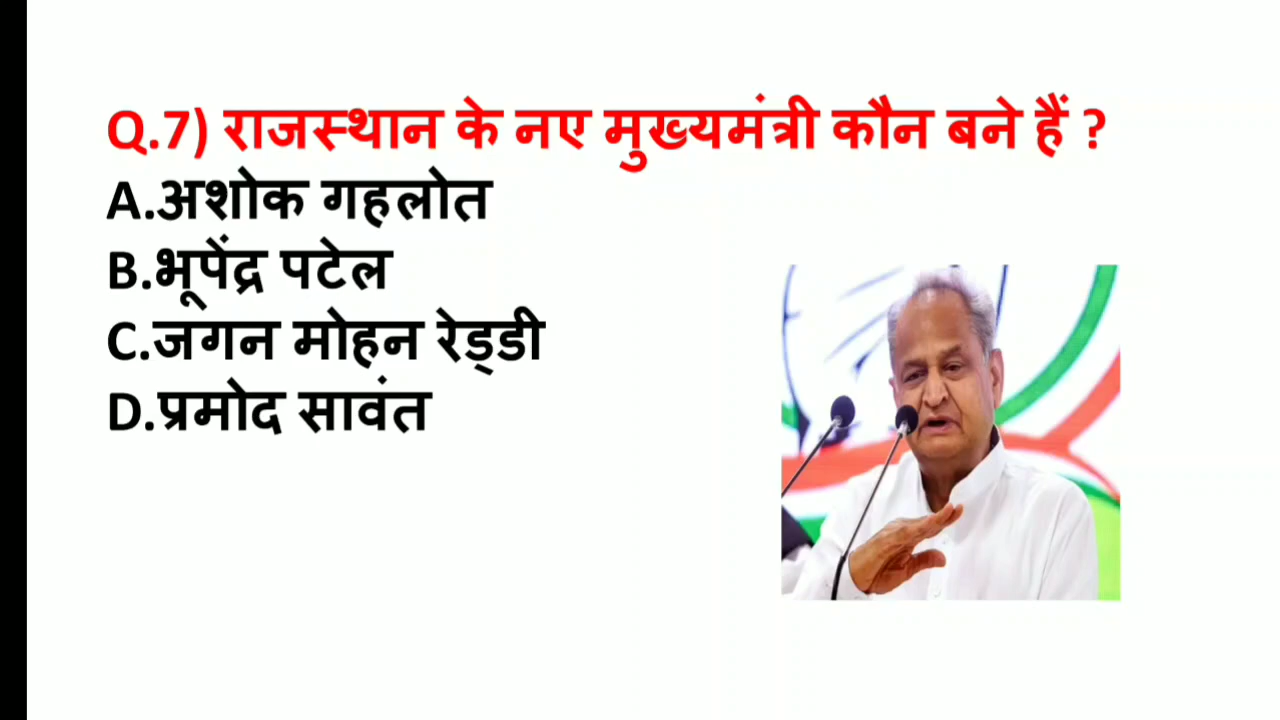 Q.7) राजस्थान के नए मुख्यमंत्री कौन बने हैं ?
A.अशोक गहलोत
B.भूपेंद्र पटेल
C.जगन मोहन रेड्डी
D.प्रमोद सावंत